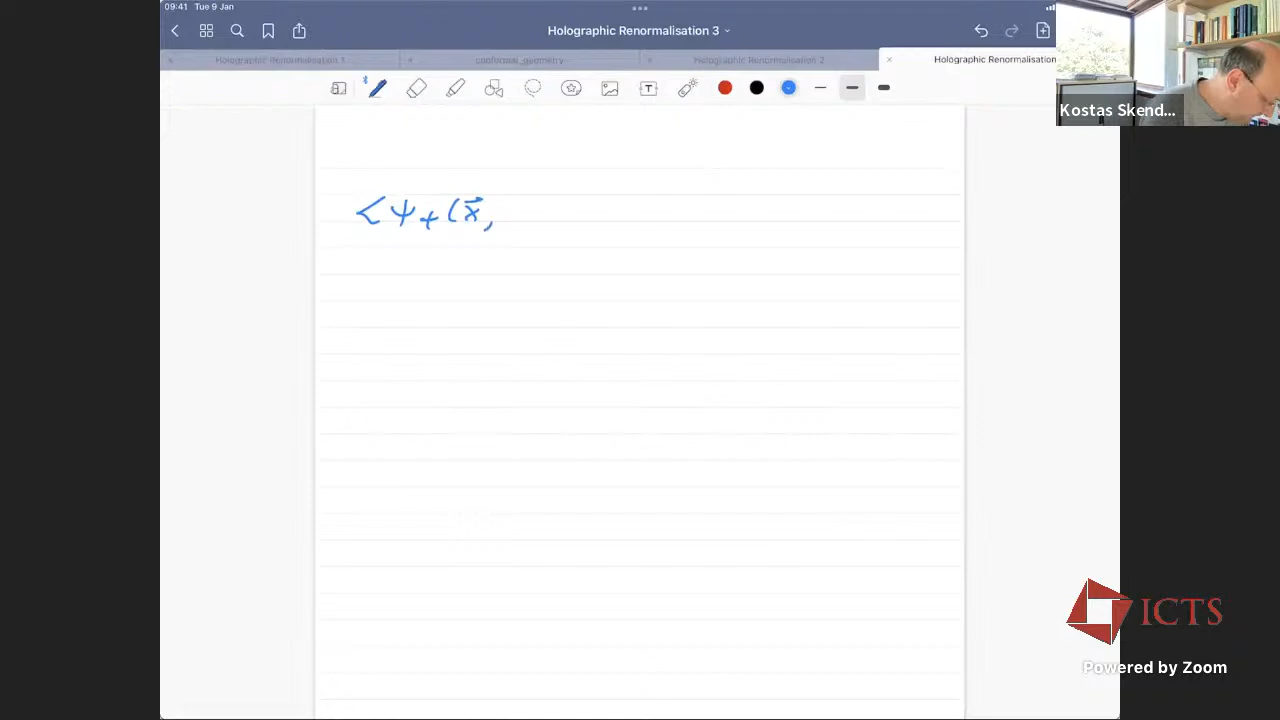 09:41 Tue 9 Jan
Holographic Renormalisation 3
Holographic Renormalisation 1
conformal_geometry
Holographic Renormalisation 2
Holographic Renormalisation
T
Kostas Skend...
<ψ+(x⃗,
ICTS
Powered by Zoom